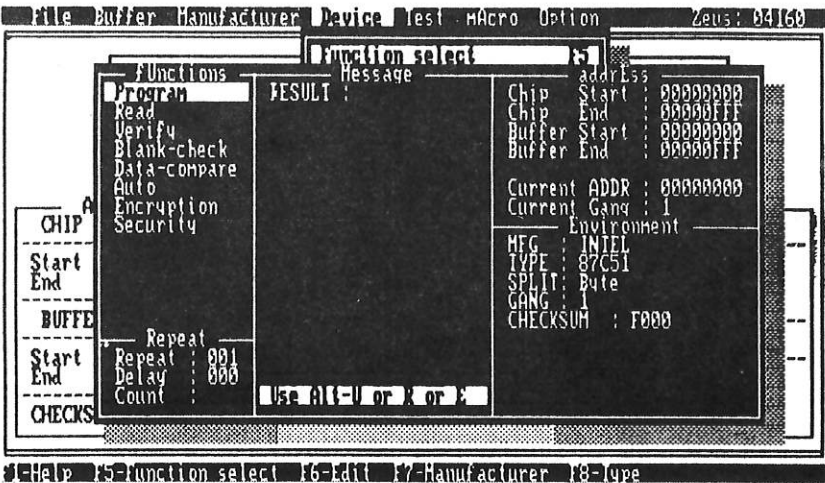 File Buffer Manufacturer Device Test mAcro Option Zeus: 04160
Function select F5
fUnctions
Program
Read
Verify
Blank-check
Data-compare
Auto
Encryption
Security
Repeat
Repeat : 001
Delay : 000
Count :
Message
RESULT :
Use Alt-U or R or E
addrEss
Chip Start : 00000000
Chip End : 00000FFF
Buffer Start : 00000000
Buffer End : 00000FFF
Current ADDR : 00000000
Current Gang : 1
Environment
MFG : INTEL
TYPE : 87C51
SPLIT: Byte
GANG : 1
CHECKSUM : F000
A
CHIP
Start
End
BUFFE
Start
End
CHECKS
F1-Help F5-Function select F6-Edit F7-Manufacturer F8-Type